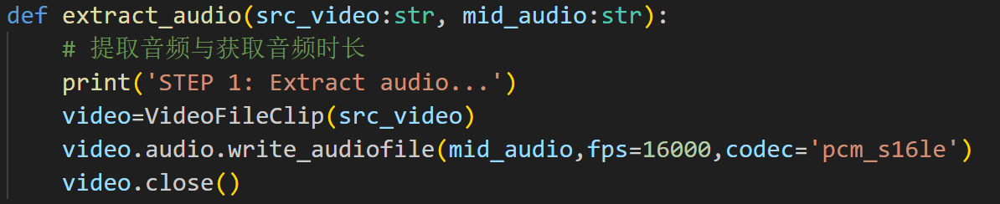 def extract_audio(src_video:str, mid_audio:str):
    # 提取音频与获取音频时长
    print('STEP 1: Extract audio...')
    video=VideoFileClip(src_video)
    video.audio.write_audiofile(mid_audio,fps=16000,codec='pcm_s16le')
    video.close()